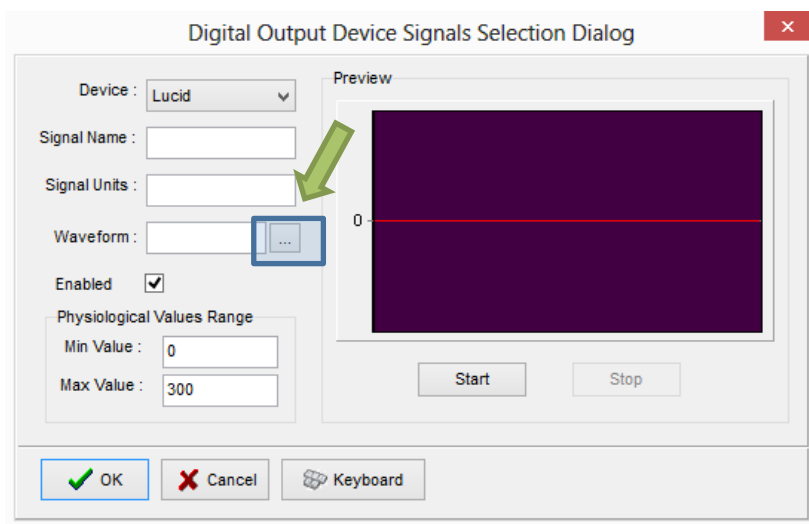 Digital Output Device Signals Selection Dialog
Device :
Lucid
Signal Name :
Signal Units :
Waveform :
...
Enabled
Physiological Values Range
Min Value :
0
Max Value :
300
Preview
0
Start
Stop
OK
Cancel
Keyboard